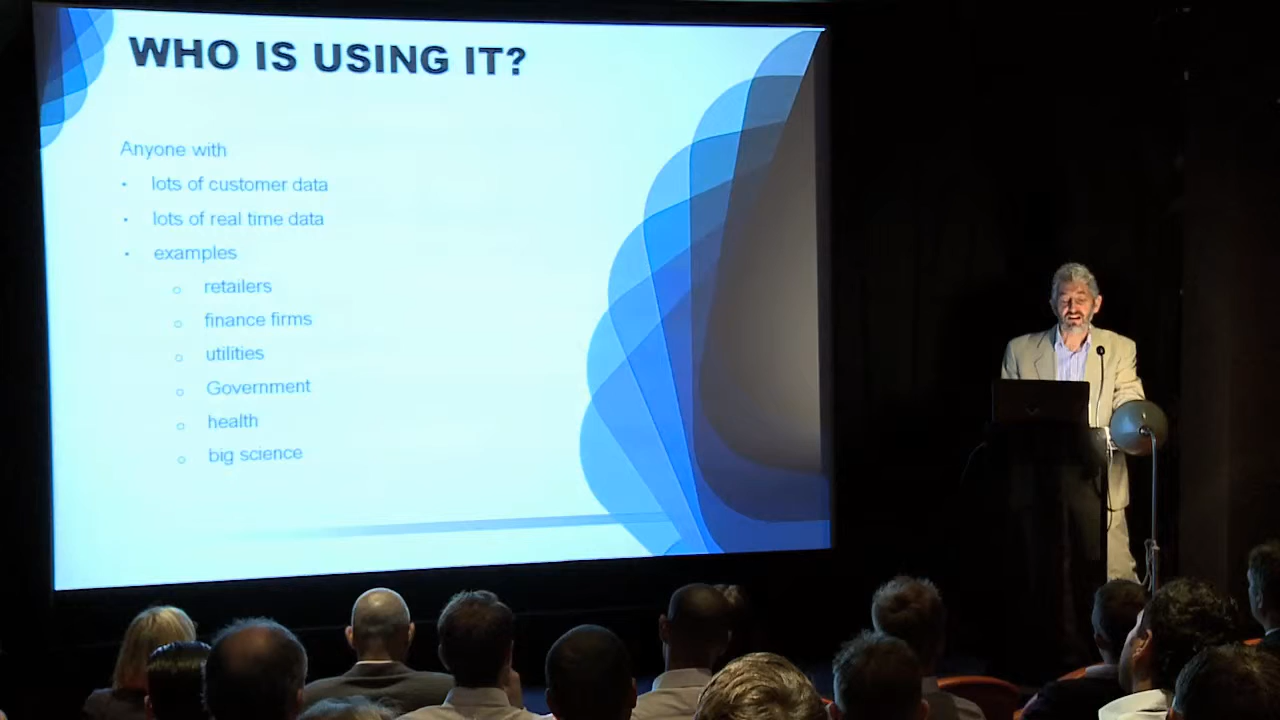 WHO IS USING IT?
Anyone with
• lots of customer data
• lots of real time data
• examples
o retailers
o finance firms
o utilities
o Government
o health
o big science